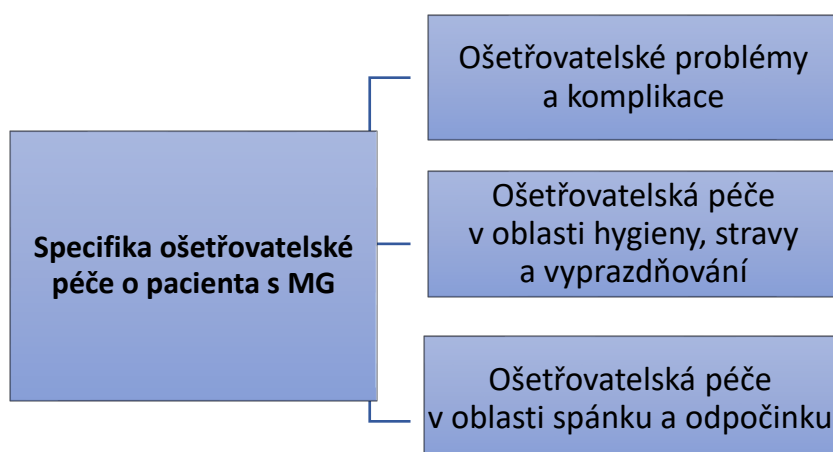 Ošetřovatelské problémy
a komplikace
Specifika ošetřovatelské
péče o pacienta s MG
Ošetřovatelská péče
v oblasti hygieny, stravy
a vyprazdňování
Ošetřovatelská péče
v oblasti spánku a odpočinku